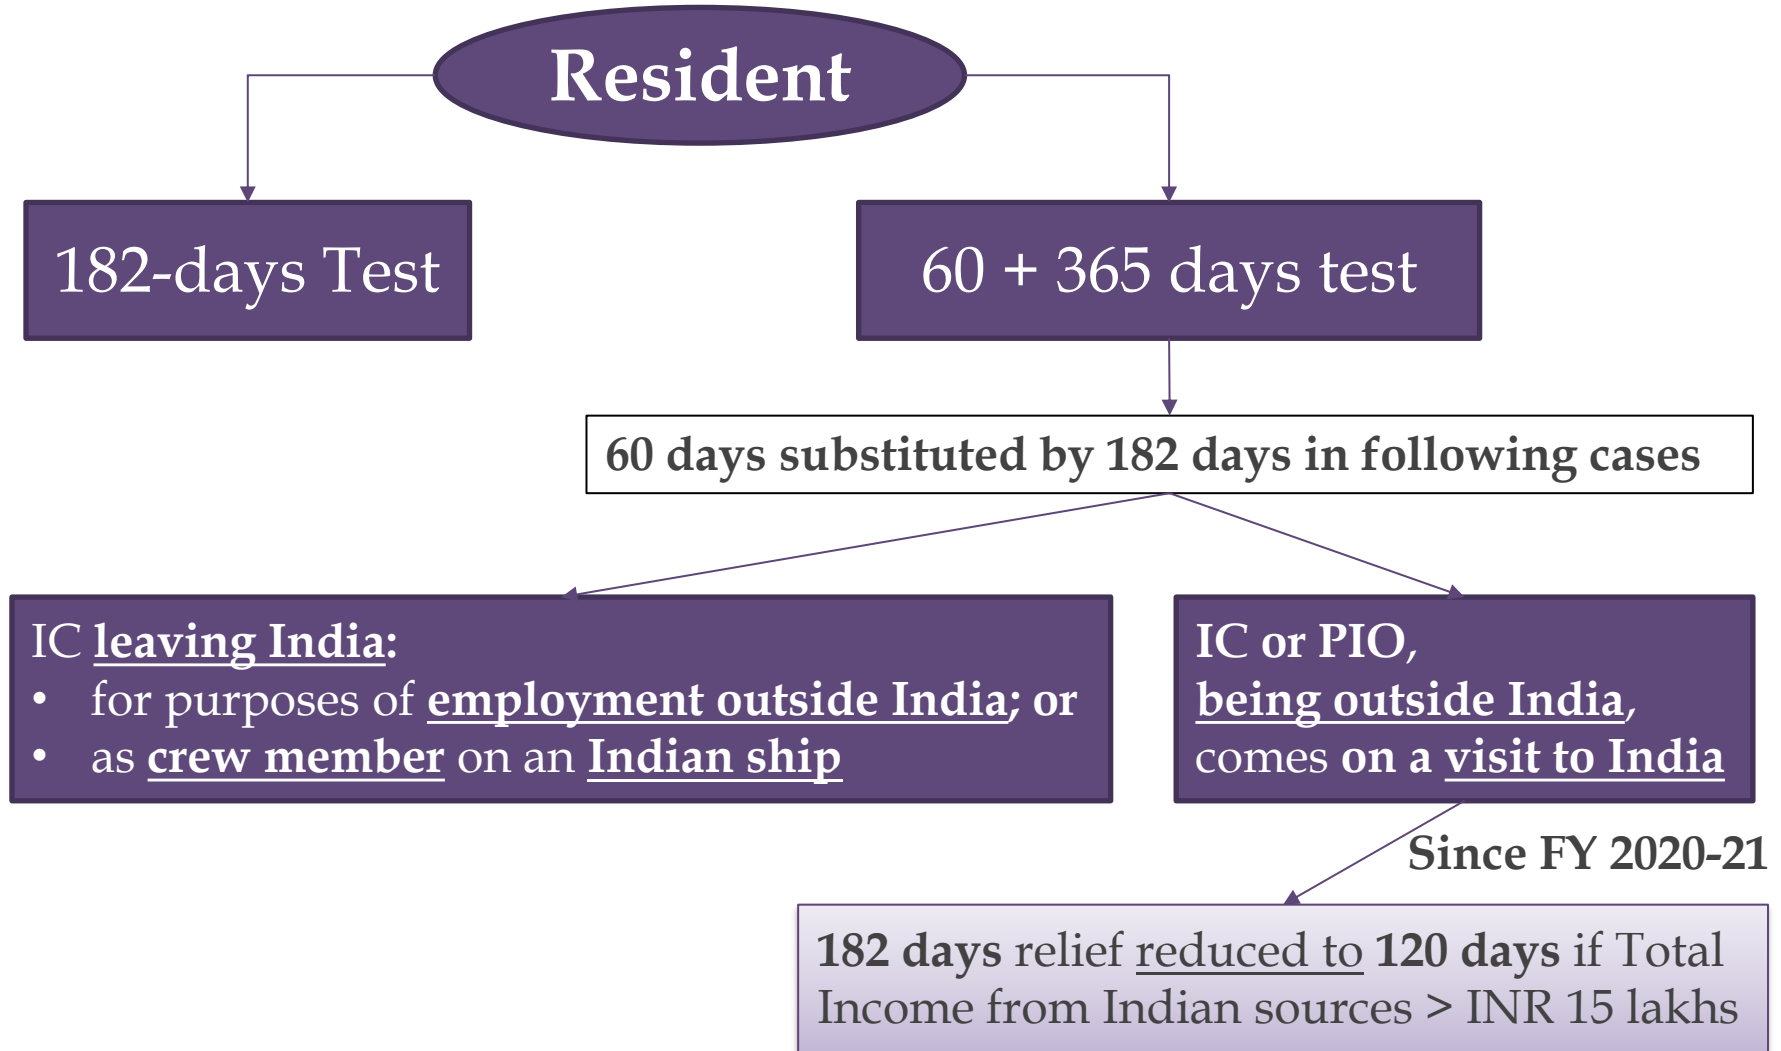 Resident
182-days Test
60 + 365 days test
60 days substituted by 182 days in following cases
IC leaving India:
• for purposes of employment outside India; or
• as crew member on an Indian ship
IC or PIO,
being outside India,
comes on a visit to India
Since FY 2020-21
182 days relief reduced to 120 days if Total
Income from Indian sources > INR 15 lakhs